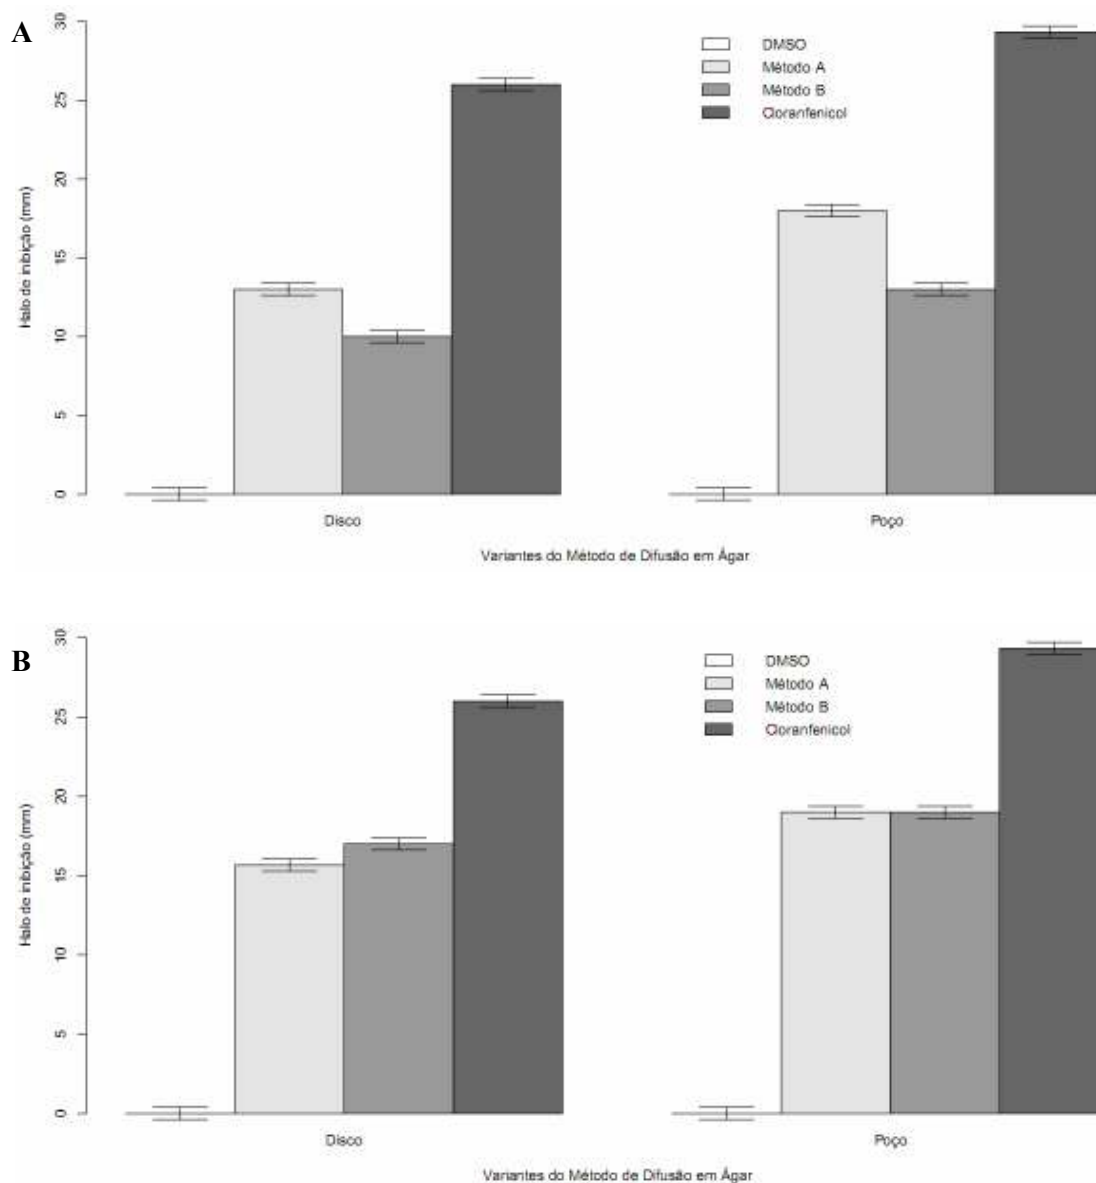 A
30
25
20
15
10
5
0
Halo de inibição (mm)
DMSO
Método A
Método B
Cloranfenicol
Disco
Poço
Variantes do Método de Difusão em Ágar
B
30
25
20
15
10
5
0
Halo de inibição (mm)
DMSO
Método A
Método B
Cloranfenicol
Disco
Poço
Variantes do Método de Difusão em Ágar